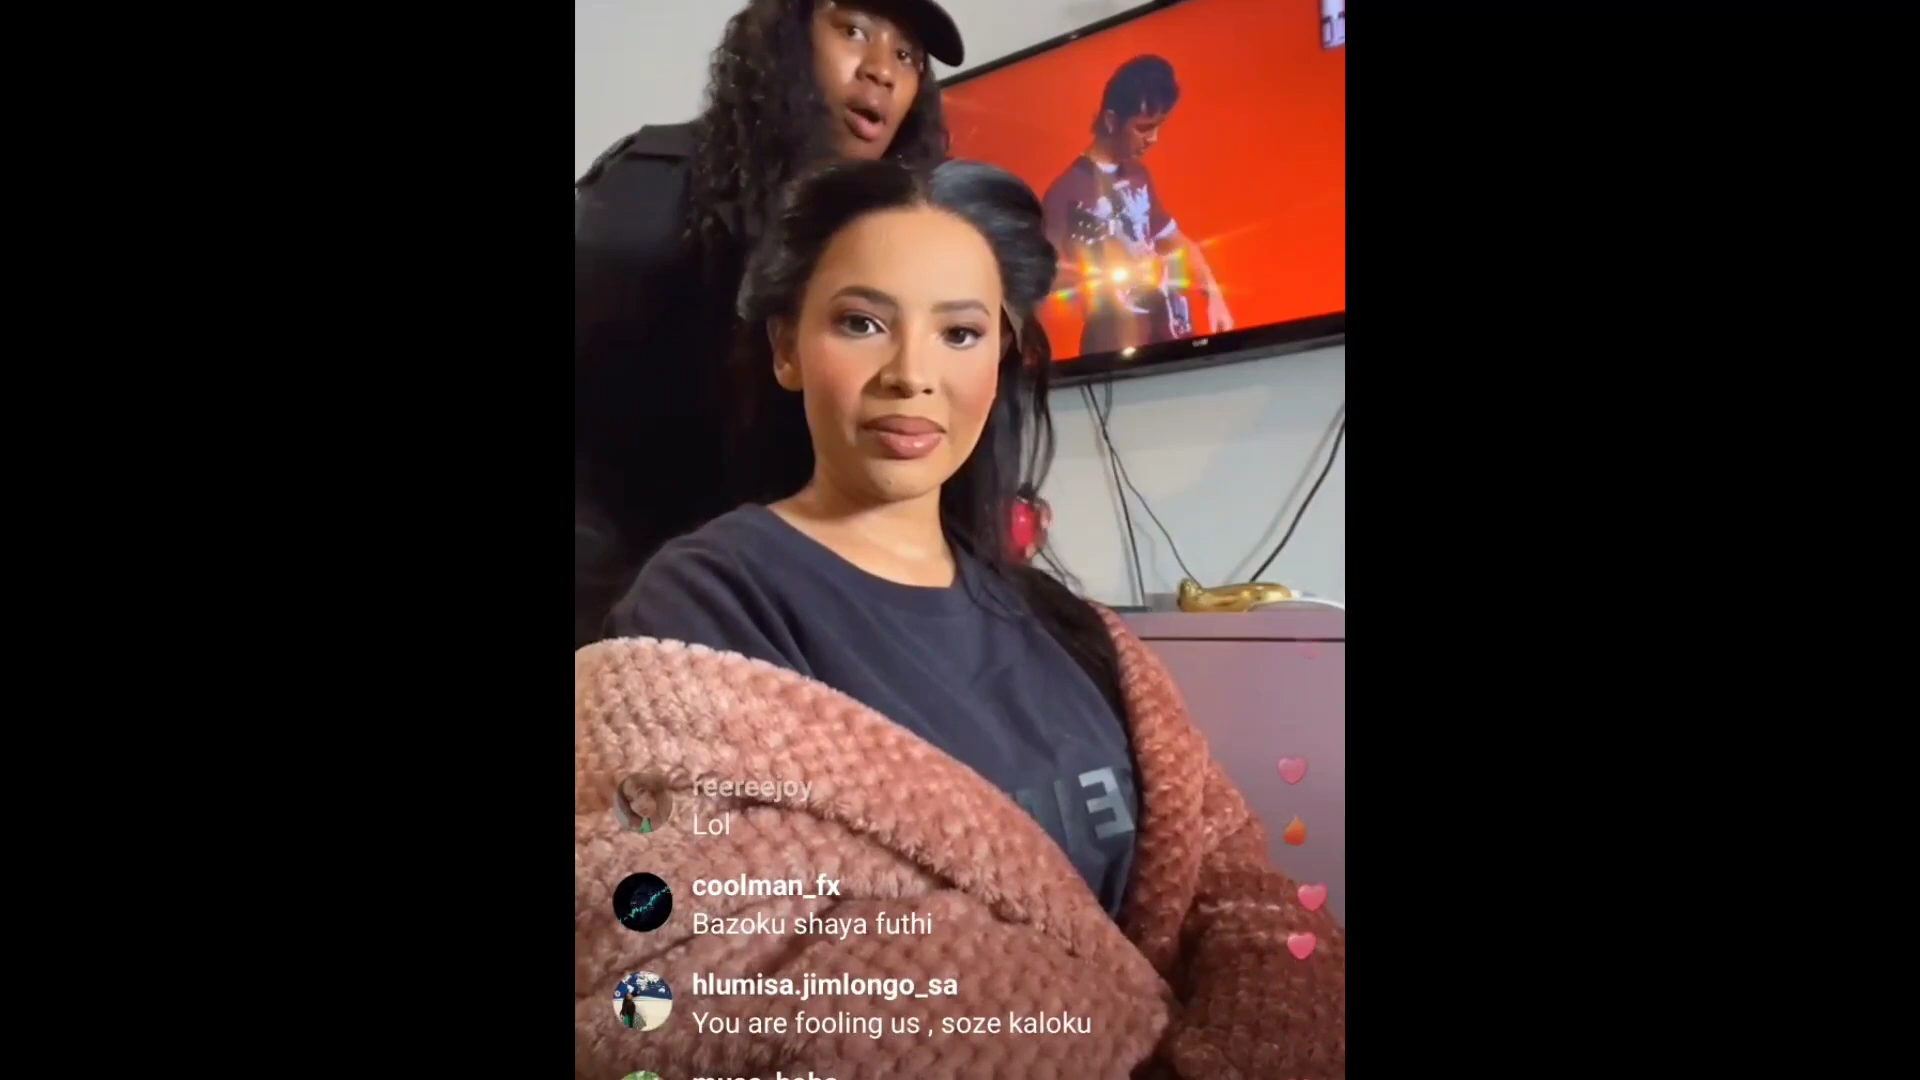 reereejoy
Lol
coolman_fx
Bazoku shaya futhi
hlumisa.jimlongo_sa
You are fooling us , soze kaloku